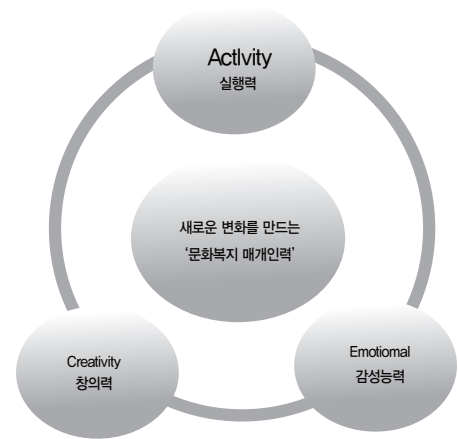 ActIvity
실행력
새로운 변화를 만드는
‘문화복지 매개인력’
Creativity
창의력
Emotiomal
감성능력